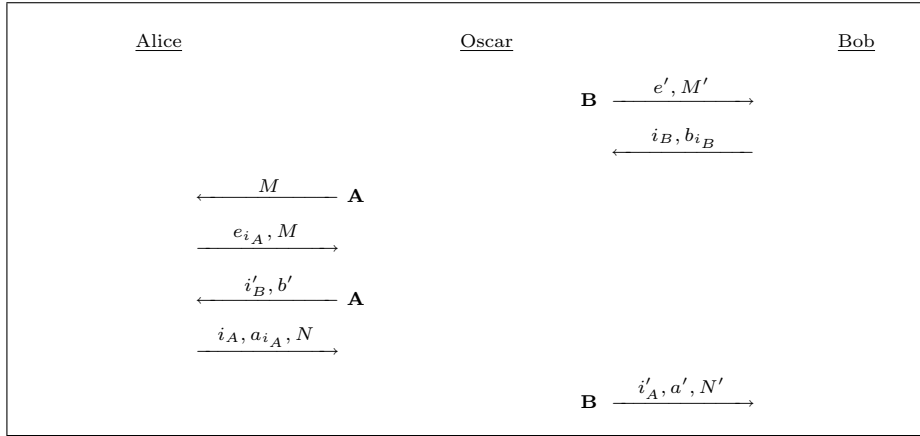 Alice Oscar Bob
B e′, M′
i_B, b_{i_B}
M A
e_{i_A}, M
i′_B, b′ A
i_A, a_{i_A}, N
B i′_A, a′, N′